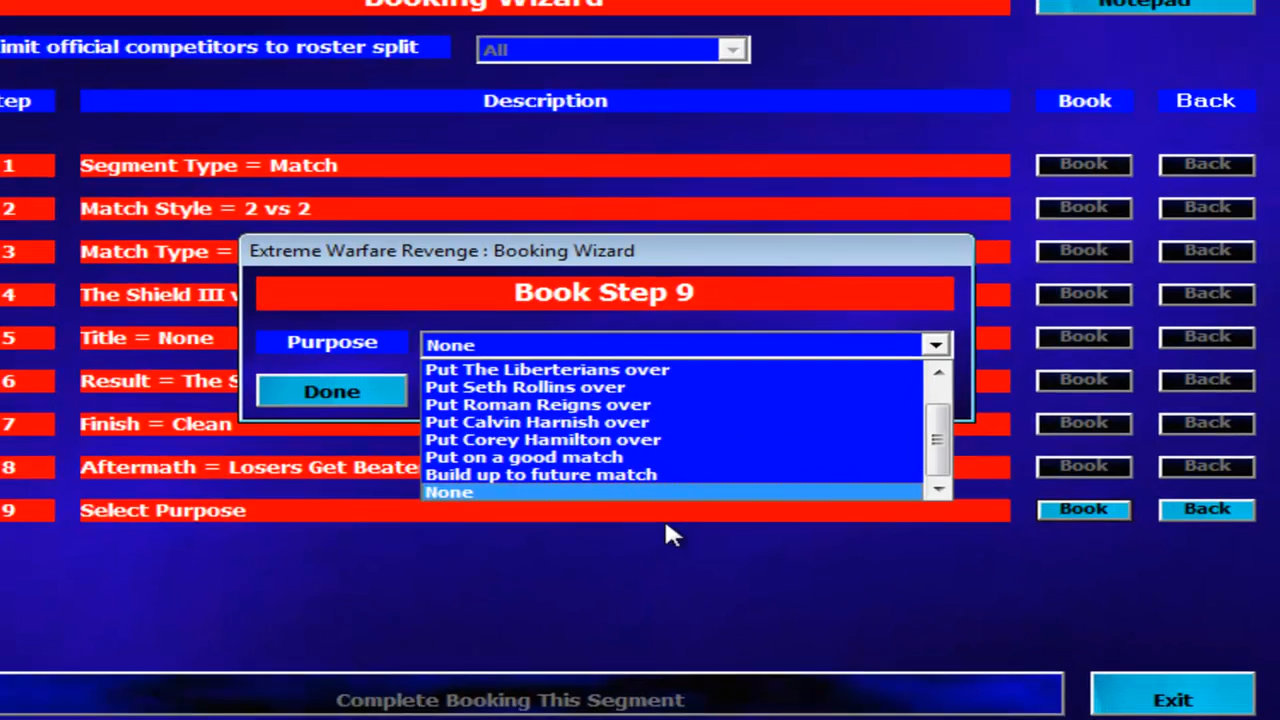 Booking Wizard
Notepad
imit official competitors to roster split
All
tep
Description
Book
Back
1
Segment Type = Match
Book
Back
2
Match Style = 2 vs 2
Book
Back
3
Match Type =
Book
Back
4
The Shield III v
Book
Back
5
Title = None
Book
Back
6
Result = The S
Book
Back
7
Finish = Clean
Book
Back
8
Aftermath = Losers Get Beate
Book
Back
9
Select Purpose
Book
Back
Extreme Warfare Revenge : Booking Wizard
Book Step 9
Purpose
None
Done
Put The Liberterians over
Put Seth Rollins over
Put Roman Reigns over
Put Calvin Harnish over
Put Corey Hamilton over
Put on a good match
Build up to future match
None
Complete Booking This Segment
Exit